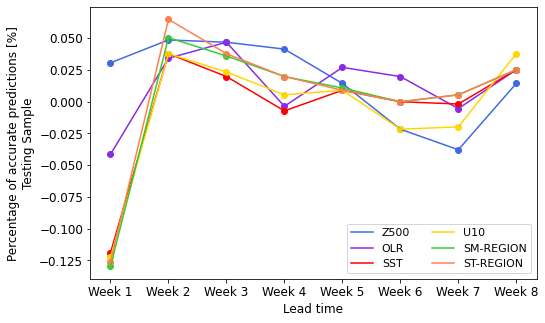 Percentage of accurate predictions [%]
Testing Sample
0.050
0.025
0.000
−0.025
−0.050
−0.075
−0.100
−0.125
Z500
OLR
SST
U10
SM-REGION
ST-REGION
Week 1 Week 2 Week 3 Week 4 Week 5 Week 6 Week 7 Week 8
Lead time